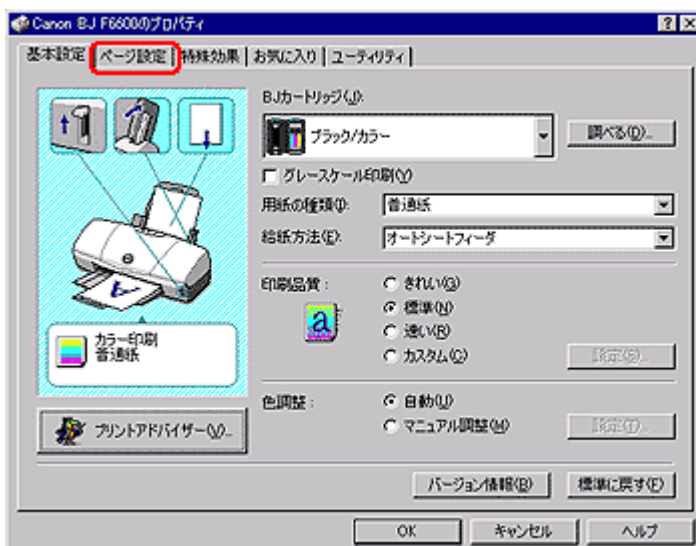 Canon BJ F6600のプロパティ
基本設定 ページ設定 特殊効果 お気に入り ユーティリティ
BJカートリッジ(J):
ブラック/カラー 調べる(D)...
グレースケール印刷(Y)
用紙の種類(I): 普通紙
給紙方法(E): オートシートフィーダ
印刷品質: きれい(G)
標準(N)
速い(R)
カスタム(C) 設定(S)...
カラー印刷
普通紙
色調整: 自動(U)
マニュアル調整(M) 設定(T)...
プリントアドバイザー(V)...
バージョン情報(B) 標準に戻す(F)
OK キャンセル ヘルプ